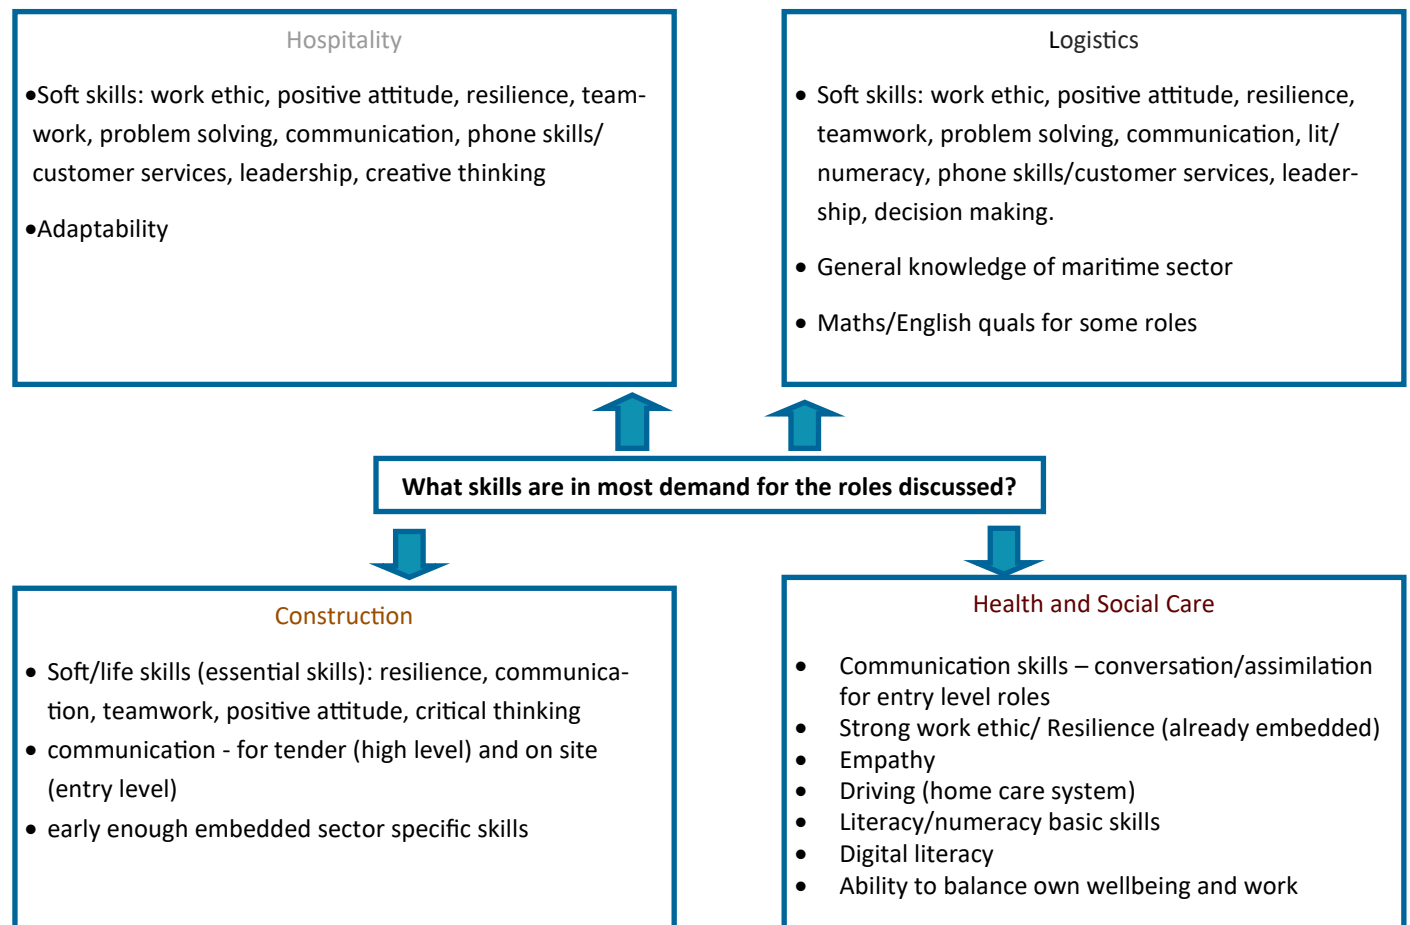 Hospitality
•Soft skills: work ethic, positive attitude, resilience, team-
work, problem solving, communication, phone skills/
customer services, leadership, creative thinking
•Adaptability
Logistics
• Soft skills: work ethic, positive attitude, resilience,
teamwork, problem solving, communication, lit/
numeracy, phone skills/customer services, leader-
ship, decision making.
• General knowledge of maritime sector
• Maths/English quals for some roles
What skills are in most demand for the roles discussed?
Construction
• Soft/life skills (essential skills): resilience, communica-
tion, teamwork, positive attitude, critical thinking
• communication - for tender (high level) and on site
(entry level)
• early enough embedded sector specific skills
Health and Social Care
• Communication skills – conversation/assimilation
for entry level roles
• Strong work ethic/ Resilience (already embedded)
• Empathy
• Driving (home care system)
• Literacy/numeracy basic skills
• Digital literacy
• Ability to balance own wellbeing and work